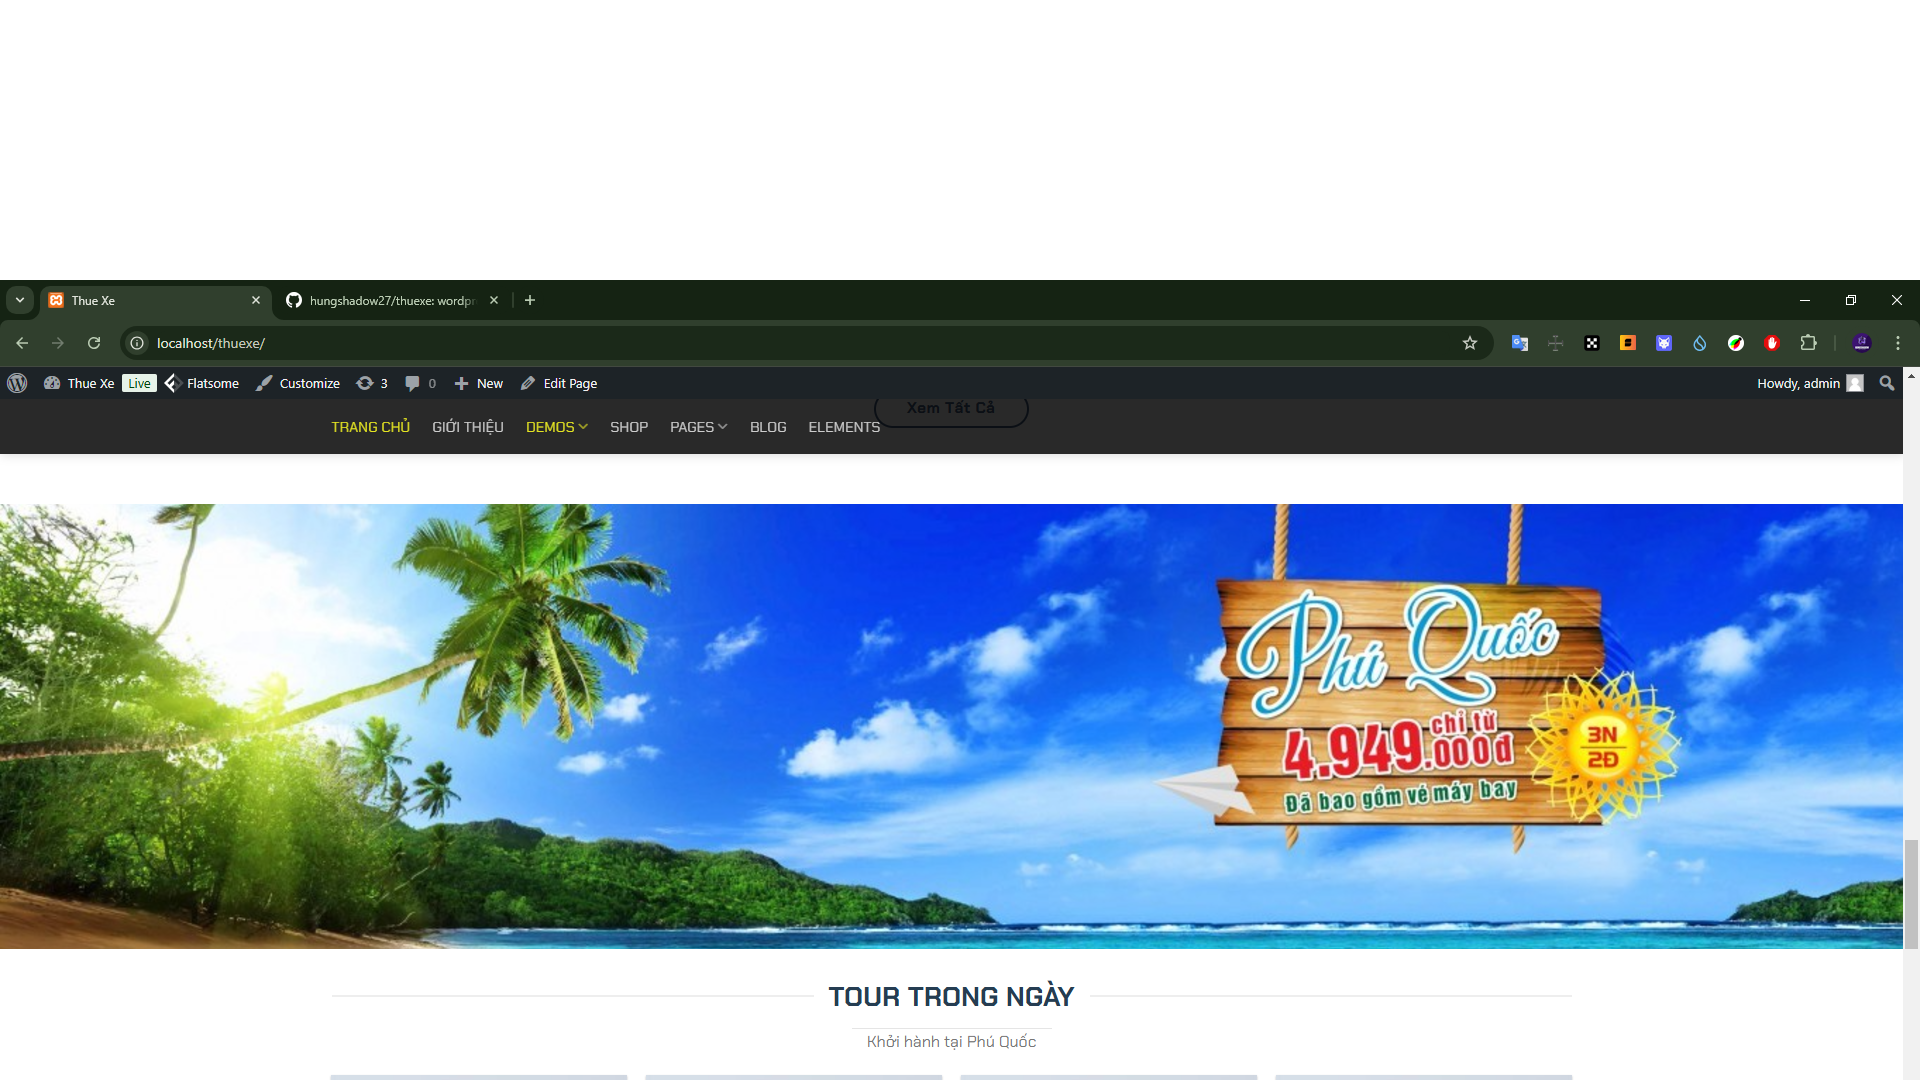 Thue Xe
hungshadow27/thuexe: wordpr
localhost/thuexe/
Thue Xe Live Flatsome Customize 3 0 New Edit Page Howdy, admin
Xem Tất Cả
TRANG CHỦ GIỚI THIỆU DEMOS SHOP PAGES BLOG ELEMENTS
Phú Quốc
chỉ từ
4.949.000đ
Đã bao gồm vé máy bay
3N
2Đ
TOUR TRONG NGÀY
Khởi hành tại Phú Quốc